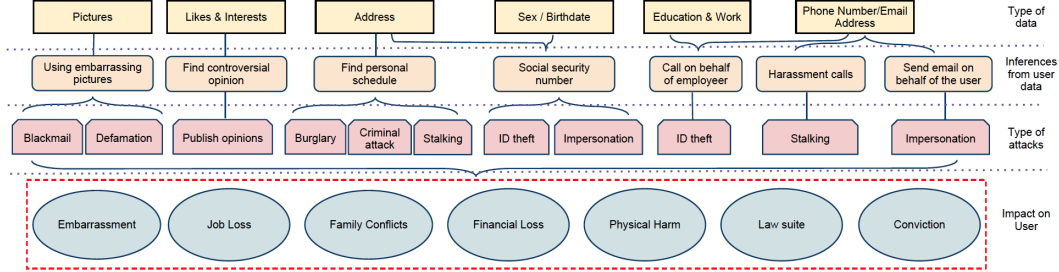 Pictures
Likes & Interests
Address
Sex / Birthdate
Education & Work
Phone Number/Email
Address
Type of
data
Using embarrassing
pictures
Find controversial
opinion
Find personal
schedule
Social security
number
Call on behalf
of employeer
Harassment calls
Send email on
behalf of the user
Inferences
from user
data
Blackmail
Defamation
Publish opinions
Burglary
Criminal
attack
Stalking
ID theft
Impersonation
ID theft
Stalking
Impersonation
Type of
attacks
Embarrassment
Job Loss
Family Conflicts
Financial Loss
Physical Harm
Law suite
Conviction
Impact on
User